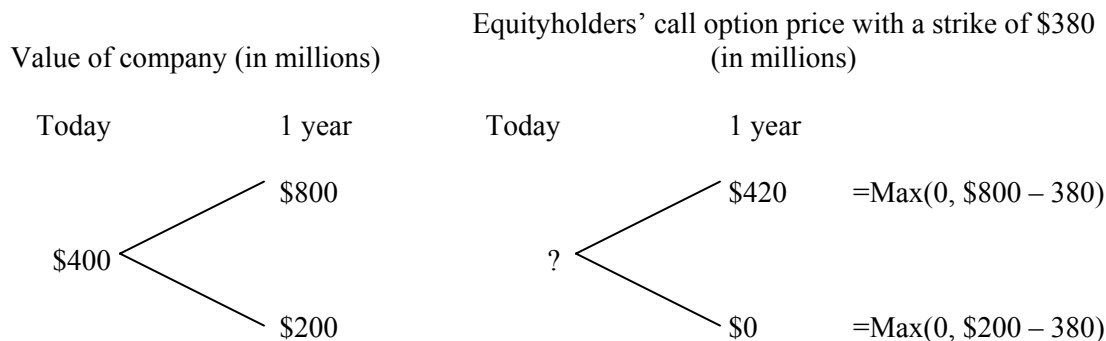 Equityholders' call option price with a strike of $380
Value of company (in millions) (in millions)
Today 1 year Today 1 year
$800 $420 =Max(0, $800 – 380)
$400 ?
$200 $0 =Max(0, $200 – 380)